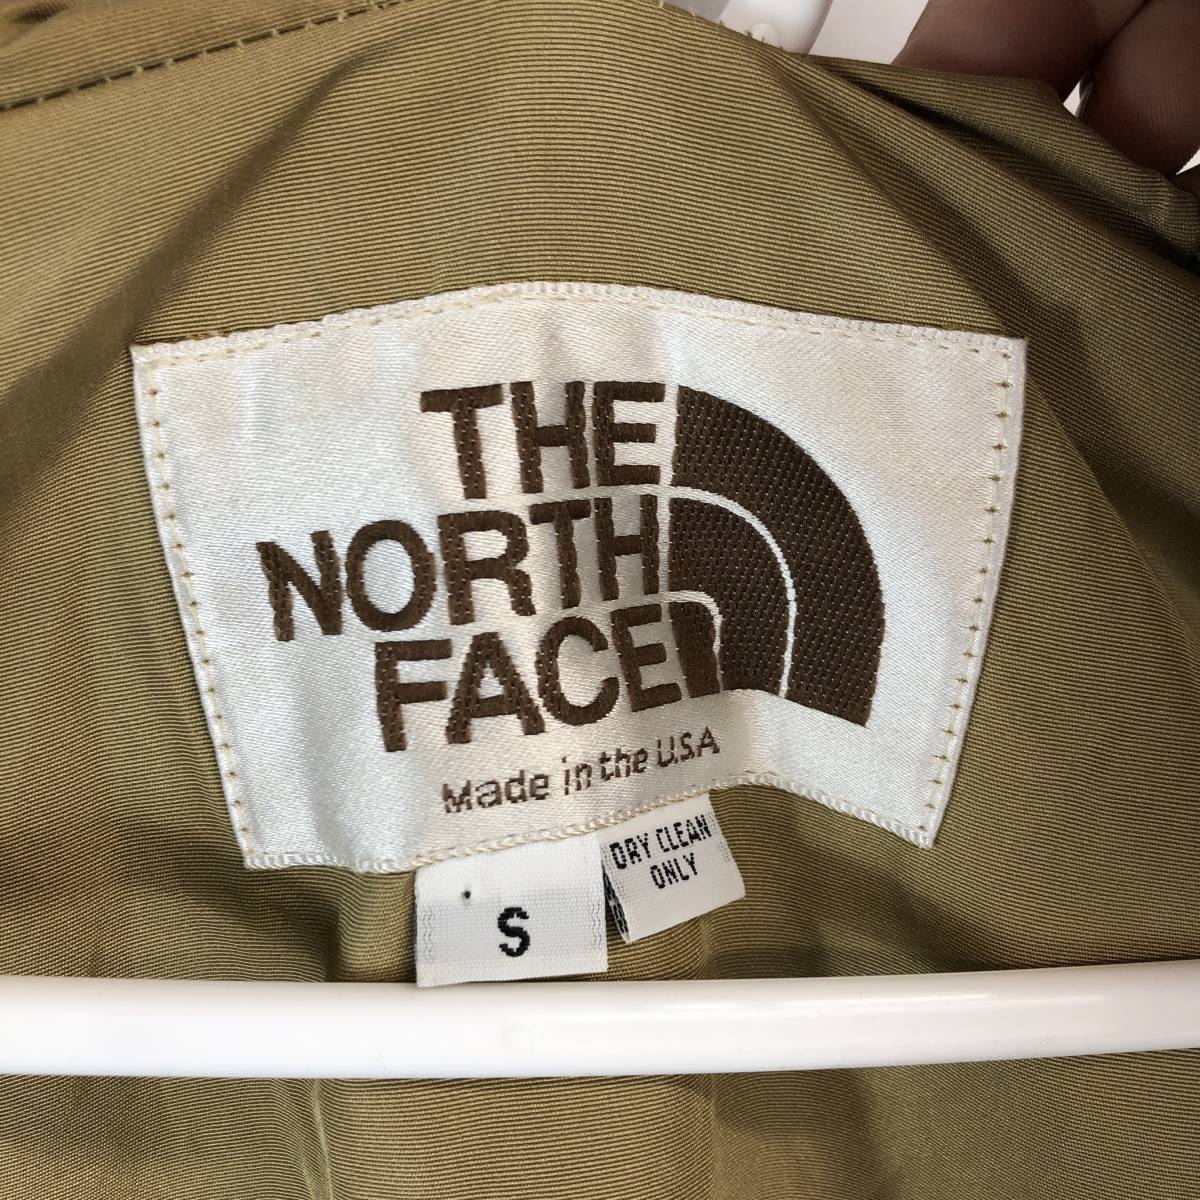 THE
NORTH
FACE
Made in the U.S.A
S
DRY CLEAN
ONLY